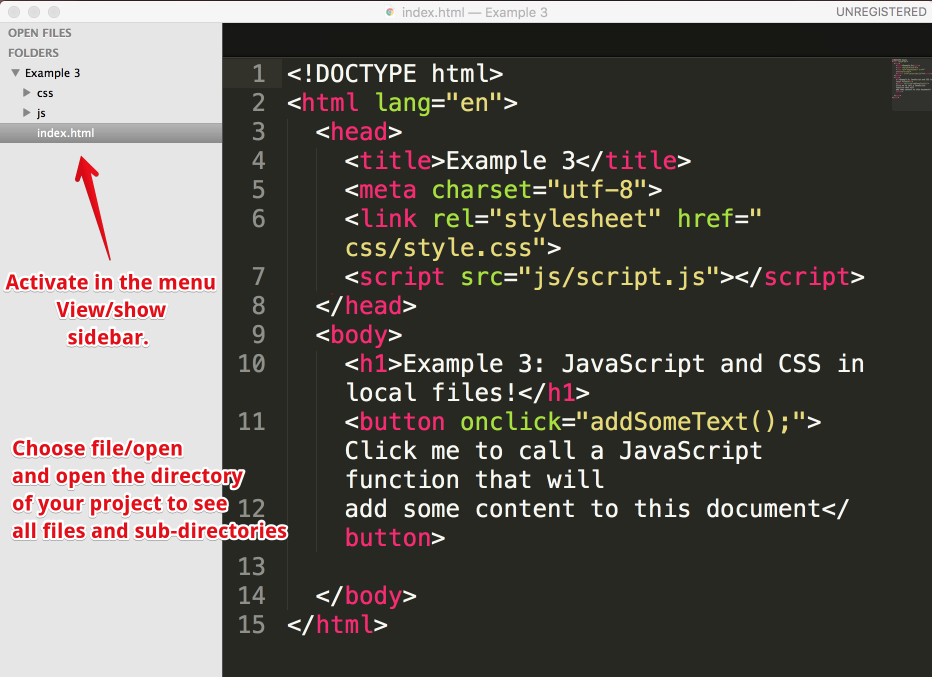 index.html — Example 3
UNREGISTERED
OPEN FILES
FOLDERS
Example 3
css
js
index.html
Activate in the menu
View/show
sidebar.
Choose file/open
and open the directory
of your project to see
all files and sub-directories
1 <!DOCTYPE html>
2 <html lang="en">
3 <head>
4 <title>Example 3</title>
5 <meta charset="utf-8">
6 <link rel="stylesheet" href="
css/style.css">
7 <script src="js/script.js"></script>
8 </head>
9 <body>
10 <h1>Example 3: JavaScript and CSS in
local files!</h1>
11 <button onclick="addSomeText();">
Click me to call a JavaScript
function that will
12 add some content to this document</
button>
13
14 </body>
15 </html>